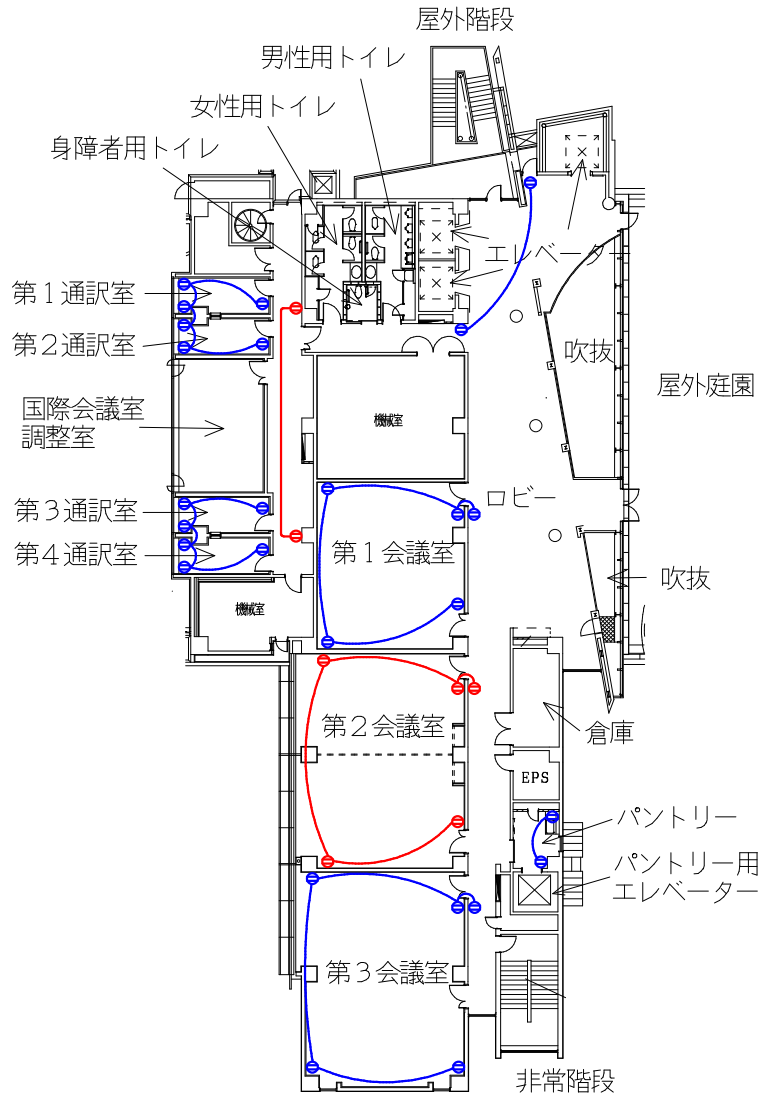 屋外階段
男性用トイレ
女性用トイレ
身障者用トイレ
エレベーター
第１通訳室
第２通訳室
吹抜
屋外庭園
国際会議室
調整室
機械室
ロビー
第３通訳室
第４通訳室
第１会議室
吹抜
機械室
第２会議室
倉庫
EPS
パントリー
パントリー用
エレベーター
第３会議室
非常階段